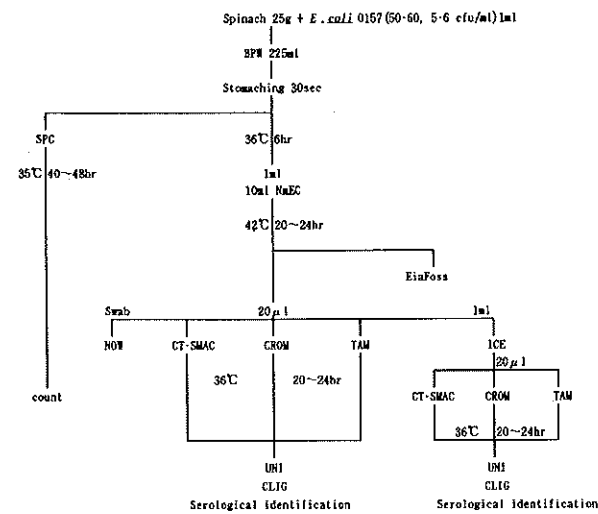 Spinach 25g + E.coli O157(50-60, 5-6 cfu/ml)1ml
BPW 225ml
Stomaching 30sec
SPC
36℃ 6hr
35℃ 40～48hr
1ml
10ml NmEC
42℃ 20～24hr
EiaFoss
Swab
20μl
1ml
NOW
CT-SMAC
CROM
TAM
ICE
20μl
36℃
20～24hr
count
CT-SMAC
CROM
TAM
36℃
20～24hr
UNI
CLIG
Serological identification
UNI
CLIG
Serological identification